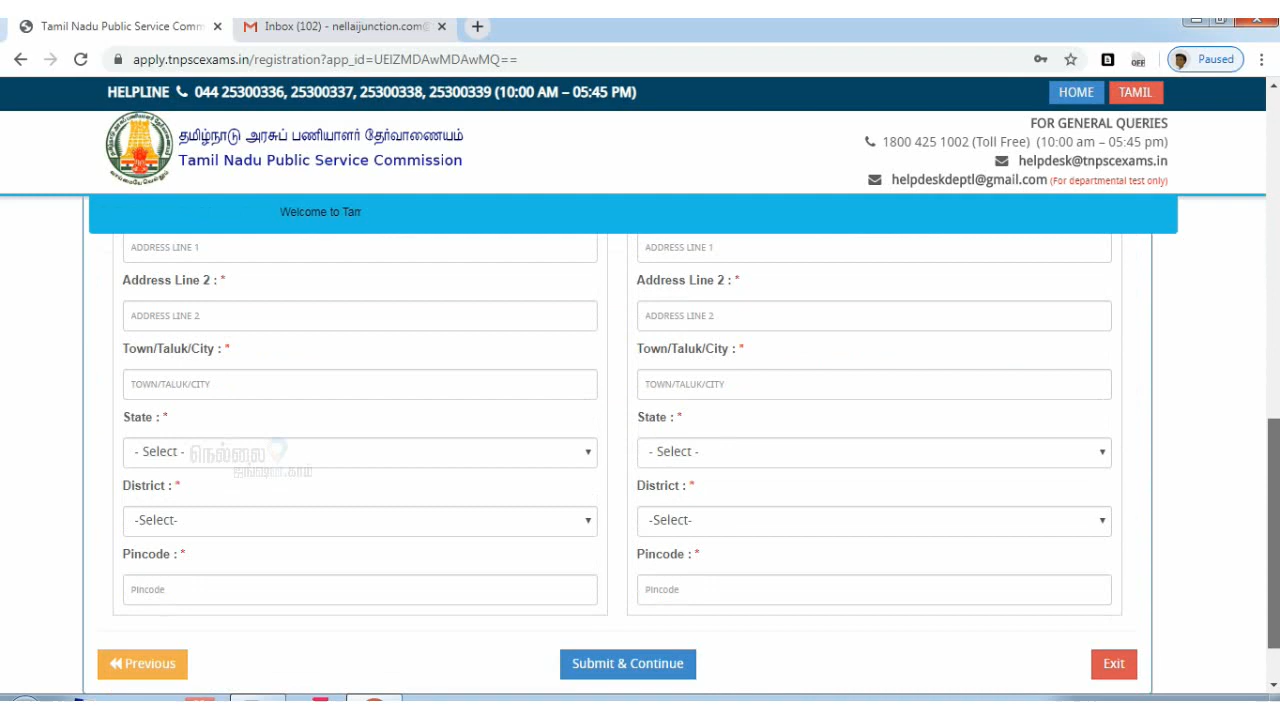 Tamil Nadu Public Service Comm
Inbox (102) - nellaijunction.com@
apply.tnpscexams.in/registration?app_id=UEIZMDAwMDAwMQ==
OFF
Paused
HELPLINE 044 25300336, 25300337, 25300338, 25300339 (10:00 AM – 05:45 PM)
HOME
TAMIL
தமிழ்நாடு அரசுப் பணியாளர் தேர்வாணையம்
Tamil Nadu Public Service Commission
FOR GENERAL QUERIES
1800 425 1002 (Toll Free) (10:00 am – 05:45 pm)
helpdesk@tnpscexams.in
helpdeskdeptl@gmail.com (For departmental test only)
Welcome to Tam
ADDRESS LINE 1
ADDRESS LINE 1
Address Line 2 : *
Address Line 2 : *
ADDRESS LINE 2
ADDRESS LINE 2
Town/Taluk/City : *
Town/Taluk/City : *
TOWN/TALUK/CITY
TOWN/TALUK/CITY
State : *
State : *
- Select -
நெல்லை
ஜங்ஷன்.காம்
- Select -
District : *
District : *
-Select-
-Select-
Pincode : *
Pincode : *
Pincode
Pincode
Previous
Submit & Continue
Exit